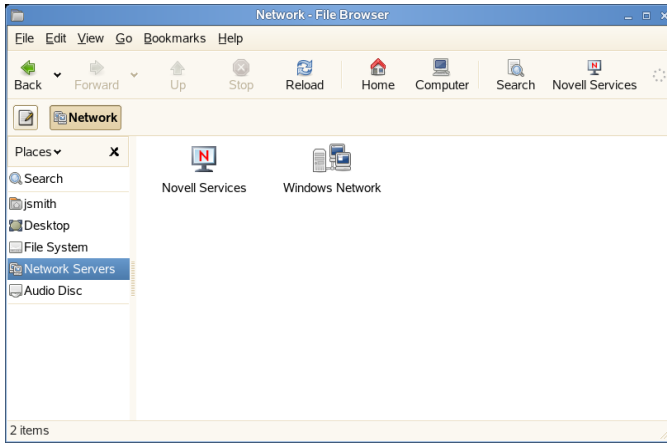 Network - File Browser
File Edit View Go Bookmarks Help
Back Forward Up Stop Reload Home Computer Search Novell Services
Network
Places
Search
jsmith
Desktop
File System
Network Servers
Audio Disc
N
Novell Services
Windows Network
2 items